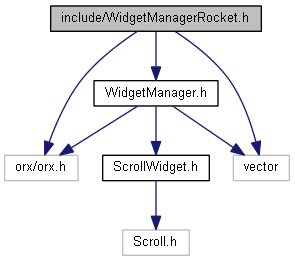 include/WidgetManagerRocket.h
WidgetManager.h
orx/orx.h
ScrollWidget.h
vector
Scroll.h